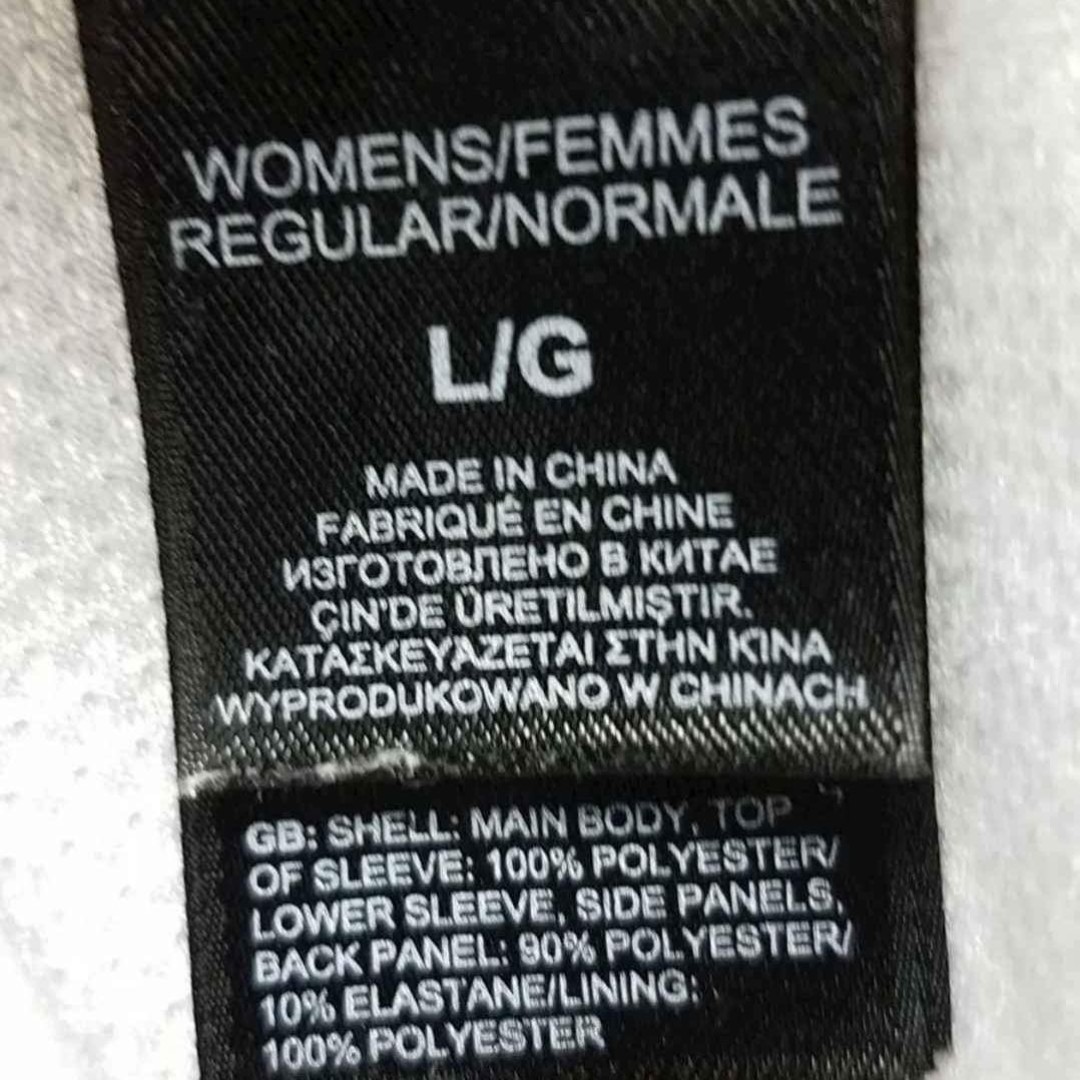 WOMENS/FEMMES
REGULAR/NORMALE
L/G
MADE IN CHINA
FABRIQUÉ EN CHINE
ИЗГОТОВЛЕНО В КИТАЕ
ÇIN'DE ÜRETILMIŞTIR.
ΚΑΤΑΣΚΕΥΆΖΕΤΑΙ ΣΤΗΝ ΚΊΝΑ
WYPRODUKOWANO W CHINACH
GB: SHELL: MAIN BODY, TOP
OF SLEEVE: 100% POLYESTER/
LOWER SLEEVE, SIDE PANELS,
BACK PANEL: 90% POLYESTER/
10% ELASTANE/LINING:
100% POLYESTER